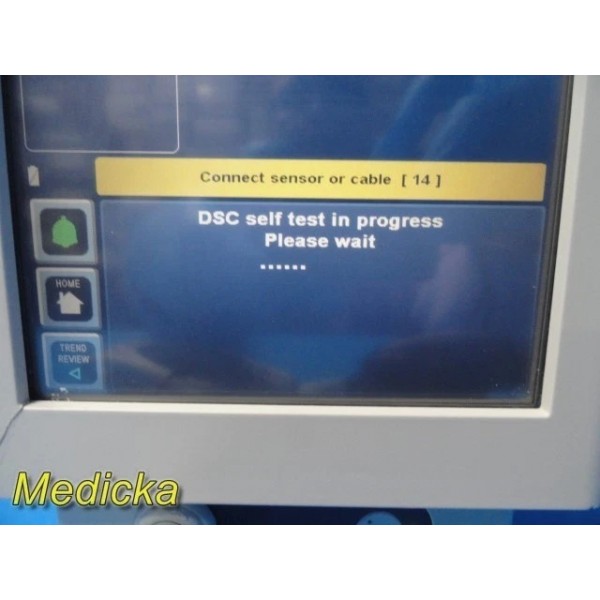 Connect sensor or cable [ 14 ]
DSC self test in progress
Please wait
......
HOME
TREND
REVIEW
Medicka